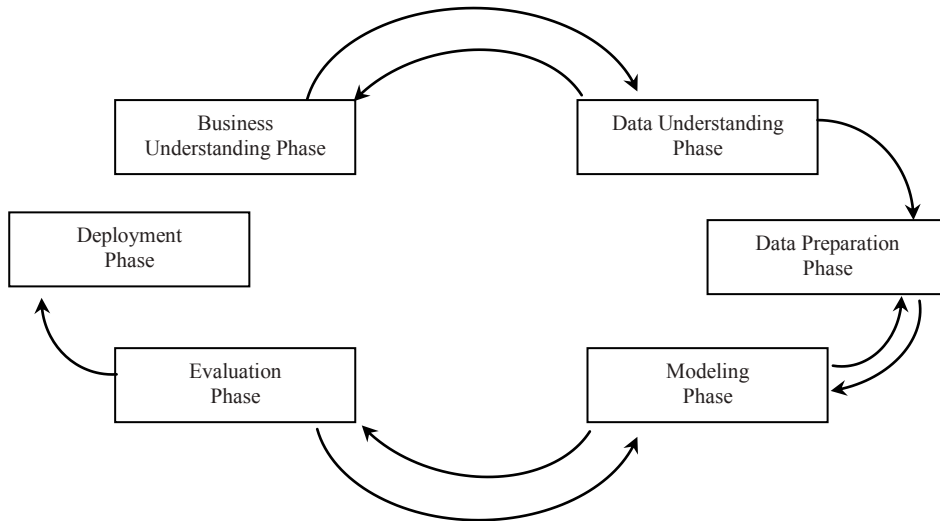 Business
Understanding Phase
Data Understanding
Phase
Deployment
Phase
Data Preparation
Phase
Evaluation
Phase
Modeling
Phase